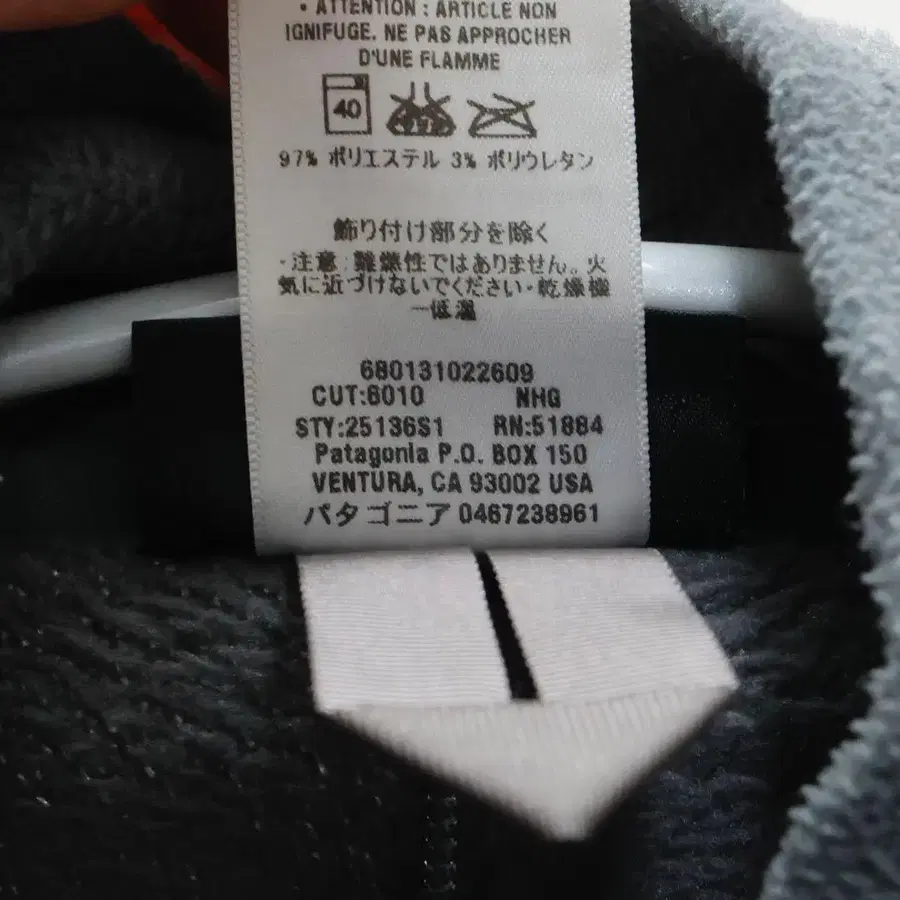 • ATTENTION : ARTICLE NON
IGNIFUGE. NE PAS APPROCHER
D'UNE FLAMME
40
97% ポリエステル 3% ポリウレタン
飾り付け部分を除く
・注意:難燃性ではありません。火
気に近づけないでください・乾燥機
一低温
680131022609
CUT:6010 NHG
STY:25136S1 RN:51884
Patagonia P.O. BOX 150
VENTURA, CA 93002 USA
パタゴニア 0467238961